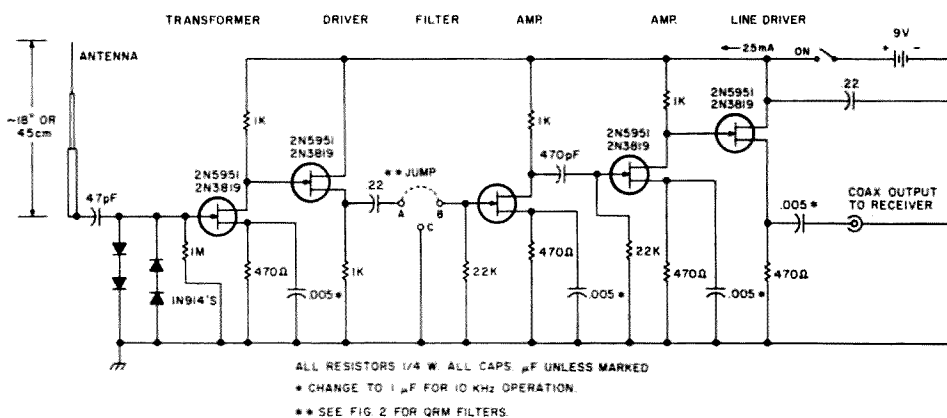 TRANSFORMER DRIVER FILTER AMP. AMP. LINE DRIVER
ANTENNA
~18" OR
45cm
←25mA
ON
+ 9V -
.22
1K
1K
1K
2N5951
2N3819
2N5951
2N3819
2N5951
2N3819
2N5951
2N3819
470pF
** JUMP
.22
A
B
C
47pF
COAX OUTPUT
TO RECEIVER
.005*
1M
1N914'S
470Ω
.005*
1K
22K
470Ω
.005*
22K
470Ω
.005*
470Ω
ALL RESISTORS 1/4 W. ALL CAPS. µF UNLESS MARKED
* CHANGE TO 1 µF FOR 10 KHz OPERATION.
** SEE FIG. 2 FOR QRM FILTERS.